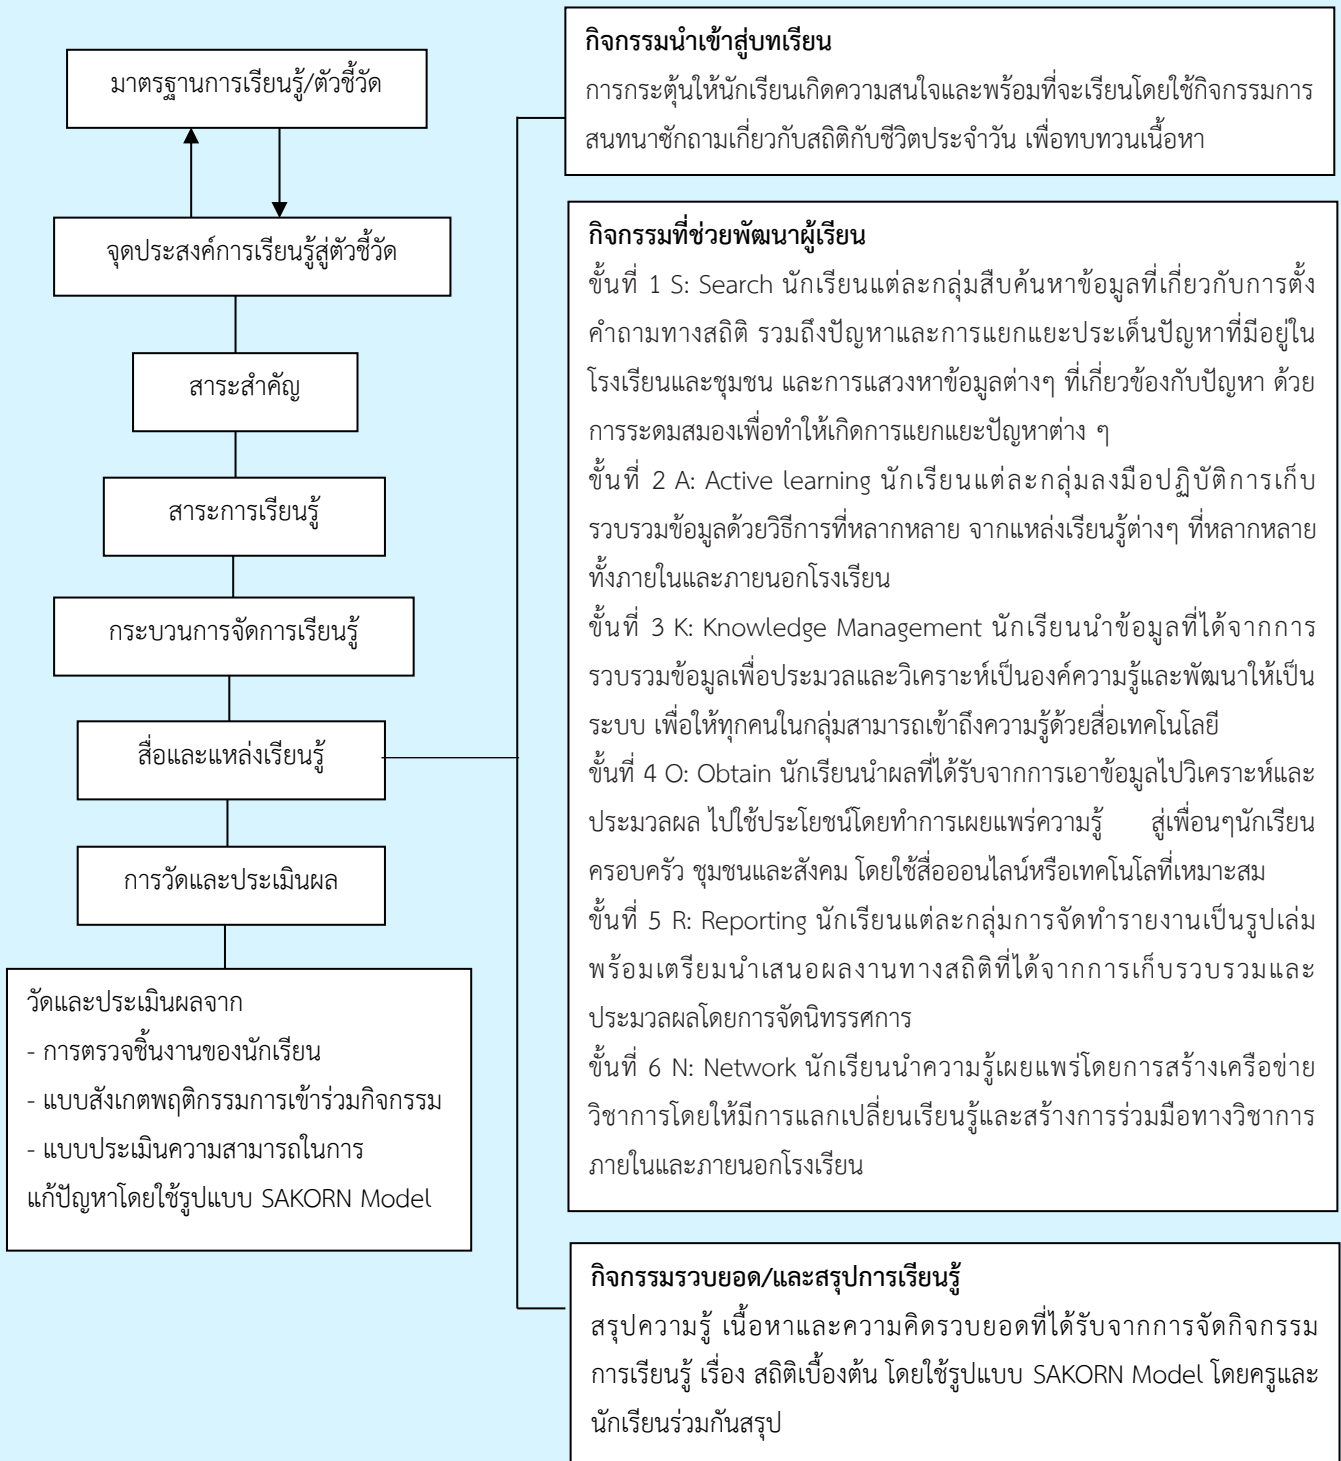 มาตรฐานการเรียนรู้/ตัวชี้วัด
จุดประสงค์การเรียนรู้สู่ตัวชี้วัด
สาระสำคัญ
สาระการเรียนรู้
กระบวนการจัดการเรียนรู้
สื่อและแหล่งเรียนรู้
การวัดและประเมินผล
วัดและประเมินผลจาก
- การตรวจชิ้นงานของนักเรียน
- แบบสังเกตพฤติกรรมการเข้าร่วมกิจกรรม
- แบบประเมินความสามารถในการ
แก้ปัญหาโดยใช้รูปแบบ SAKORN Model
กิจกรรมนำเข้าสู่บทเรียน
การกระตุ้นให้นักเรียนเกิดความสนใจและพร้อมที่จะเรียนโดยใช้กิจกรรมการ
สนทนาซักถามเกี่ยวกับสถิติกับชีวิตประจำวัน เพื่อทบทวนเนื้อหา
กิจกรรมที่ช่วยพัฒนาผู้เรียน
ขั้นที่ 1 S: Search นักเรียนแต่ละกลุ่มสืบค้นหาข้อมูลที่เกี่ยวกับการตั้ง
คำถามทางสถิติ รวมถึงปัญหาและการแยกแยะประเด็นปัญหาที่มีอยู่ใน
โรงเรียนและชุมชน และการแสวงหาข้อมูลต่างๆ ที่เกี่ยวข้องกับปัญหา ด้วย
การระดมสมองเพื่อทำให้เกิดการแยกแยะปัญหาต่าง ๆ
ขั้นที่ 2 A: Active learning นักเรียนแต่ละกลุ่มลงมือปฏิบัติการเก็บ
รวบรวมข้อมูลด้วยวิธีการที่หลากหลาย จากแหล่งเรียนรู้ต่างๆ ที่หลากหลาย
ทั้งภายในและภายนอกโรงเรียน
ขั้นที่ 3 K: Knowledge Management นักเรียนนำข้อมูลที่ได้จากการ
รวบรวมข้อมูลเพื่อประมวลและวิเคราะห์เป็นองค์ความรู้และพัฒนาให้เป็น
ระบบ เพื่อให้ทุกคนในกลุ่มสามารถเข้าถึงความรู้ด้วยสื่อเทคโนโลยี
ขั้นที่ 4 O: Obtain นักเรียนนำผลที่ได้รับจากการเอาข้อมูลไปวิเคราะห์และ
ประมวลผล ไปใช้ประโยชน์โดยทำการเผยแพร่ความรู้ สู่เพื่อนๆนักเรียน
ครอบครัว ชุมชนและสังคม โดยใช้สื่อออนไลน์หรือเทคโนโลที่เหมาะสม
ขั้นที่ 5 R: Reporting นักเรียนแต่ละกลุ่มการจัดทำรายงานเป็นรูปเล่ม
พร้อมเตรียมนำเสนอผลงานทางสถิติที่ได้จากการเก็บรวบรวมและ
ประมวลผลโดยการจัดนิทรรศการ
ขั้นที่ 6 N: Network นักเรียนนำความรู้เผยแพร่โดยการสร้างเครือข่าย
วิชาการโดยให้มีการแลกเปลี่ยนเรียนรู้และสร้างการร่วมมือทางวิชาการ
ภายในและภายนอกโรงเรียน
กิจกรรมรวบยอด/และสรุปการเรียนรู้
สรุปความรู้ เนื้อหาและความคิดรวบยอดที่ได้รับจากการจัดกิจกรรม
การเรียนรู้ เรื่อง สถิติเบื้องต้น โดยใช้รูปแบบ SAKORN Model โดยครูและ
นักเรียนร่วมกันสรุป